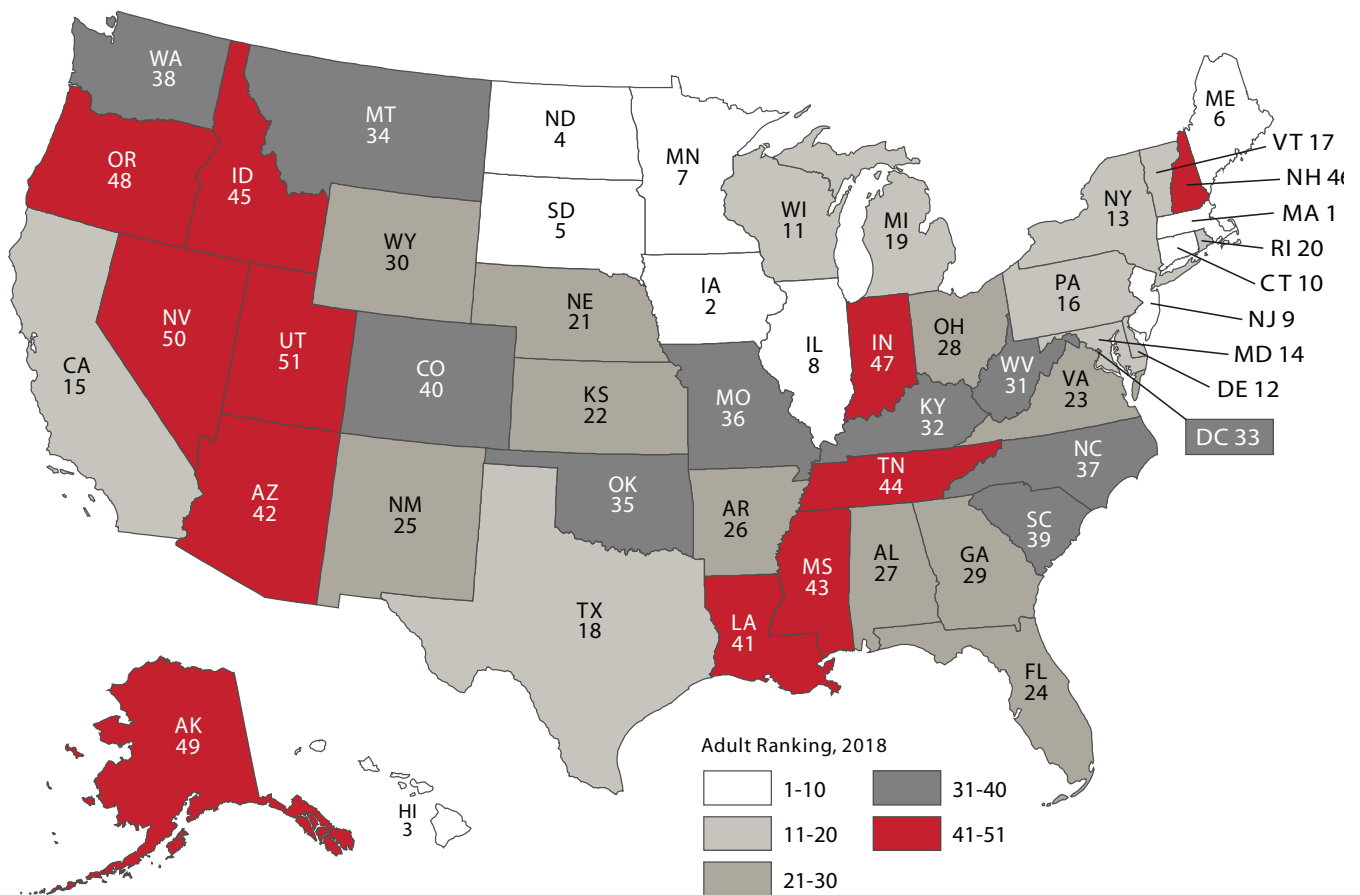 WA
38
MT
34
ND
4
MN
7
ME
6
VT 17
NH 46
OR
48
ID
45
SD
5
WI
11
MI
19
NY
13
MA 1
RI 20
WY
30
IA
2
PA
16
CT 10
NE
21
NJ 9
NV
50
UT
51
IL
8
IN
47
OH
28
MD 14
CA
15
CO
40
WV
31
VA
23
DE 12
KS
22
MO
36
KY
32
DC 33
TN
44
NC
37
AZ
42
NM
25
OK
35
AR
26
SC
39
MS
43
AL
27
GA
29
TX
18
LA
41
FL
24
AK
49
HI
3
Adult Ranking, 2018
1-10
31-40
11-20
41-51
21-30